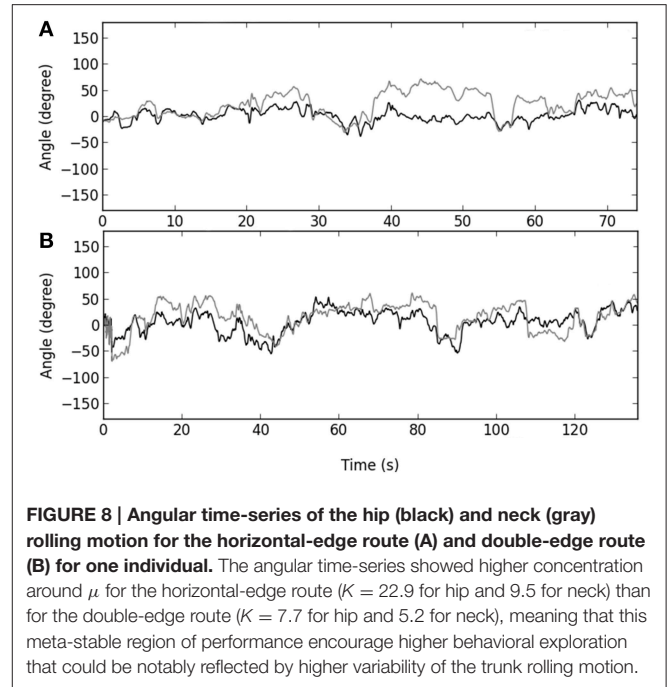 A
150
100
50
0
−50
−100
−150
Angle (degree)
0 10 20 30 40 50 60 70
B
150
100
50
0
−50
−100
−150
Angle (degree)
0 20 40 60 80 100 120
Time (s)
FIGURE 8 | Angular time-series of the hip (black) and neck (gray)
rolling motion for the horizontal-edge route (A) and double-edge route
(B) for one individual. The angular time-series showed higher concentration
around μ for the horizontal-edge route (K = 22.9 for hip and 9.5 for neck) than
for the double-edge route (K = 7.7 for hip and 5.2 for neck), meaning that this
meta-stable region of performance encourage higher behavioral exploration
that could be notably reflected by higher variability of the trunk rolling motion.